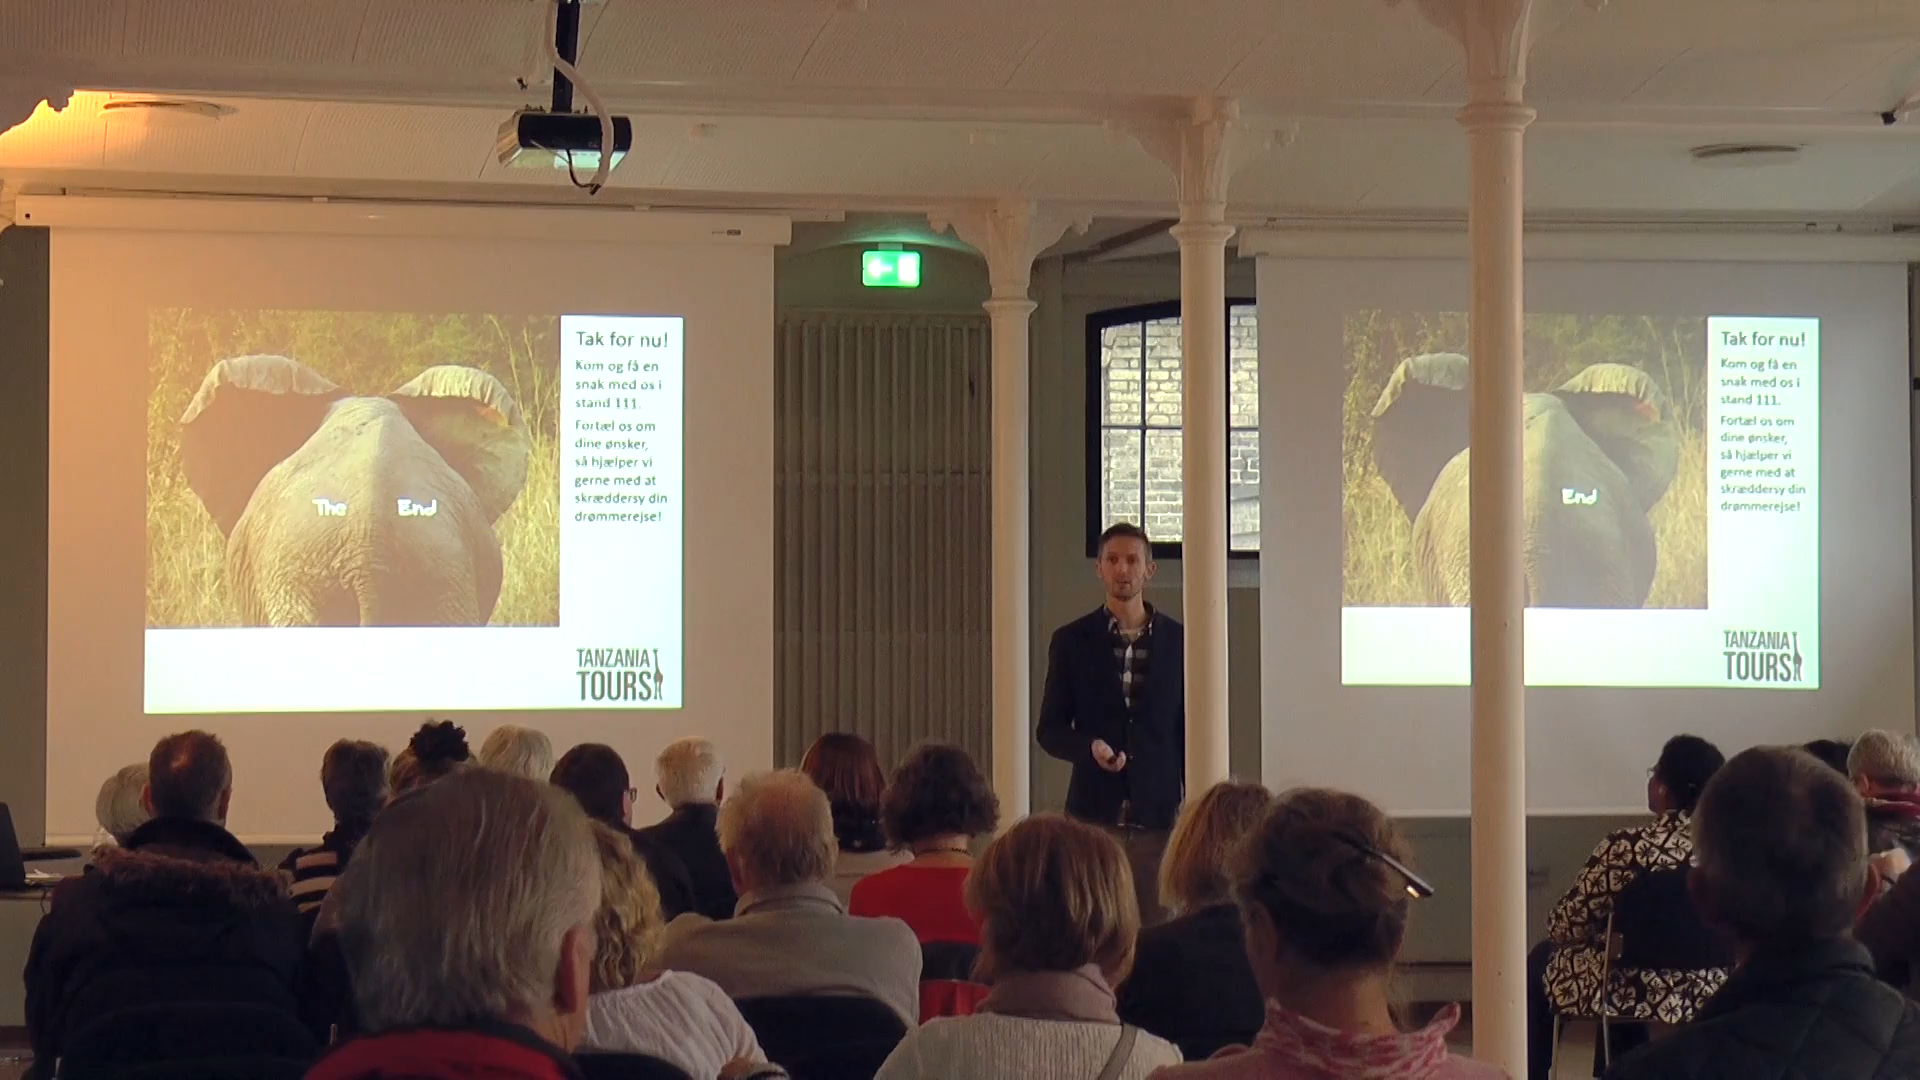 The End
Tak for nu!
Kom og få en
snak med os i
stand 111.
Fortæl os om
dine ønsker,
så hjælper vi
gerne med at
skræddersy din
drømmerejse!
TANZANIA
TOURS
End
Tak for nu!
Kom og få en
snak med os i
stand 111.
Fortæl os om
dine ønsker,
så hjælper vi
gerne med at
skræddersy din
drømmerejse!
TANZANIA
TOURS